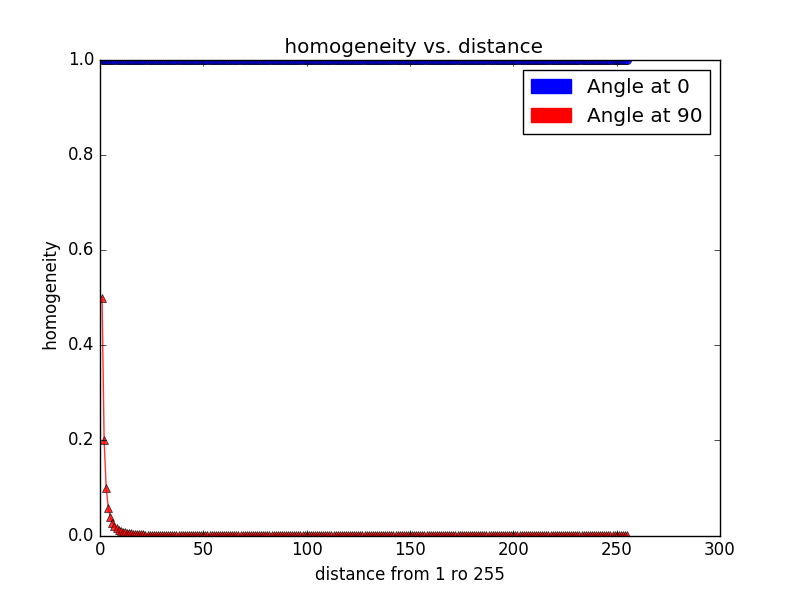 homogeneity vs. distance
1.0
0.8
0.6
0.4
0.2
0.0
homogeneity
Angle at 0
Angle at 90
0 50 100 150 200 250 300
distance from 1 ro 255